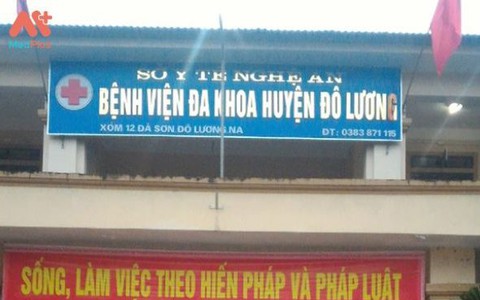 A+
MedPlus
SỞ Y TẾ NGHỆ AN
BỆNH VIỆN ĐA KHOA HUYỆN ĐÔ LƯƠNG
XÓM 12 ĐÀ SƠN ĐÔ LƯƠNG.NA
ĐT: 0383 871 115
SỐNG, LÀM VIỆC THEO HIẾN PHÁP VÀ PHÁP LUẬT